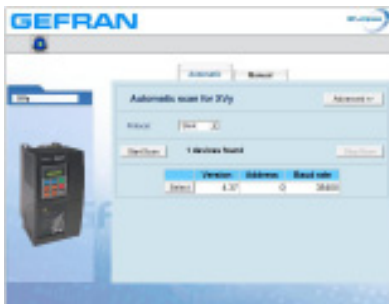 GEFRAN
Automatic
Manual
XVy
Automatic scan for XVy
Advanced >>
Protocol
Start Scan
1 devices found
Stop Scan
Version
Address
Baud rate
Select
4.37
0
38400